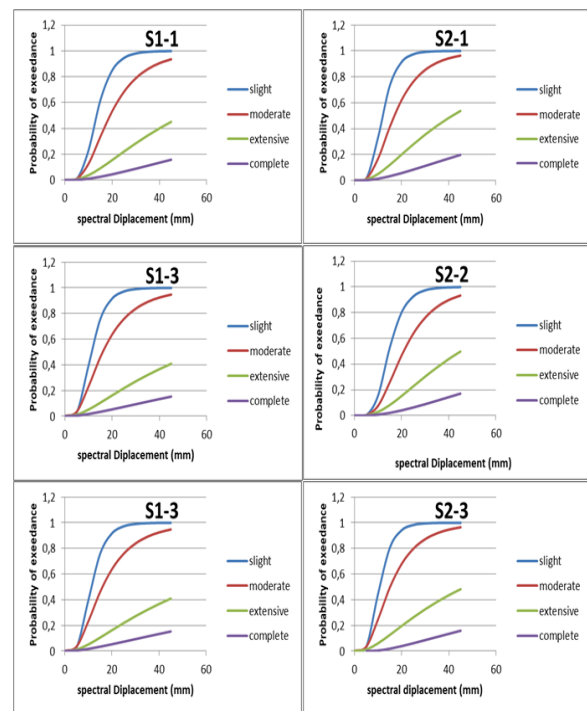 S1-1
Probability of exeedance
1,2
1
0,8
0,6
0,4
0,2
0
0 20 40 60
spectral Diplacement (mm)
slight
moderate
extensive
complete
S2-1
Probability of exeedance
1,2
1
0,8
0,6
0,4
0,2
0
0 20 40 60
spectral Diplacement (mm)
slight
moderate
extensive
complete
S1-3
Probability of exeedance
1,2
1
0,8
0,6
0,4
0,2
0
0 20 40 60
spectral Diplacement (mm)
slight
moderate
extensive
complete
S2-2
Probability of exeedance
1,2
1
0,8
0,6
0,4
0,2
0
0 20 40 60
spectral Diplacement (mm)
slight
moderate
extensive
complete
S1-3
Probability of exeedance
1,2
1
0,8
0,6
0,4
0,2
0
0 20 40 60
spectral Diplacement (mm)
slight
moderate
extensive
complete
S2-3
Probability of exeedance
1,2
1
0,8
0,6
0,4
0,2
0
0 20 40 60
spectral displacement (mm)
slight
moderate
extensive
complete